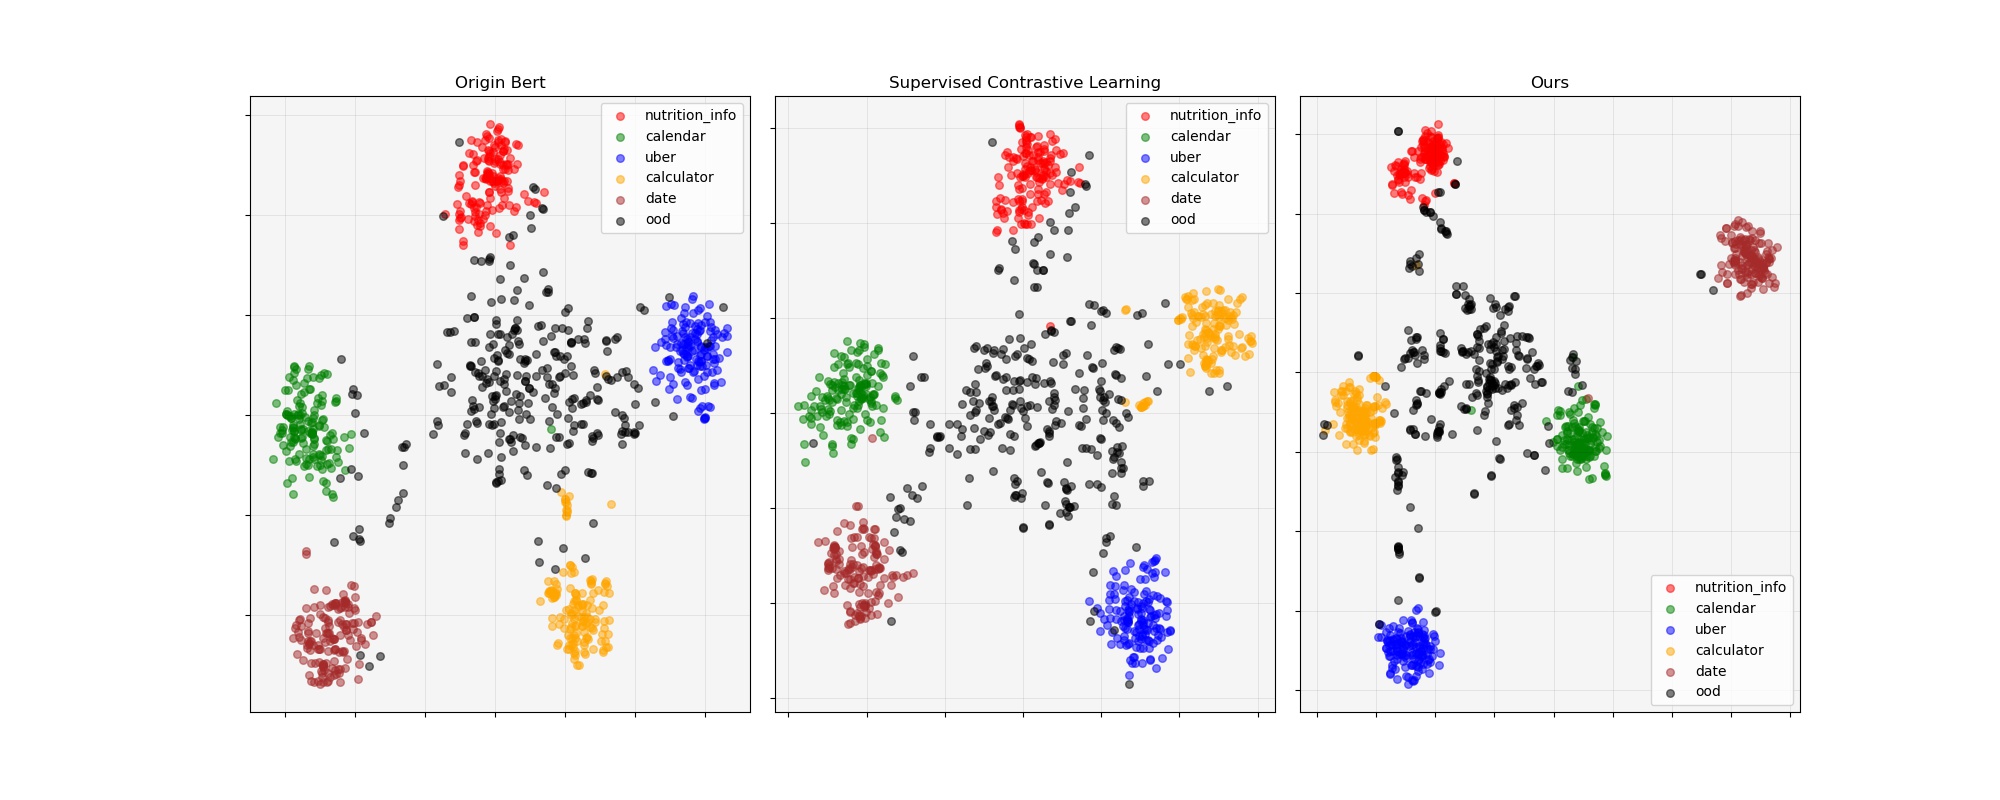 Origin Bert
nutrition_info
calendar
uber
calculator
date
ood
Supervised Contrastive Learning
nutrition_info
calendar
uber
calculator
date
ood
Ours
nutrition_info
calendar
uber
calculator
date
ood